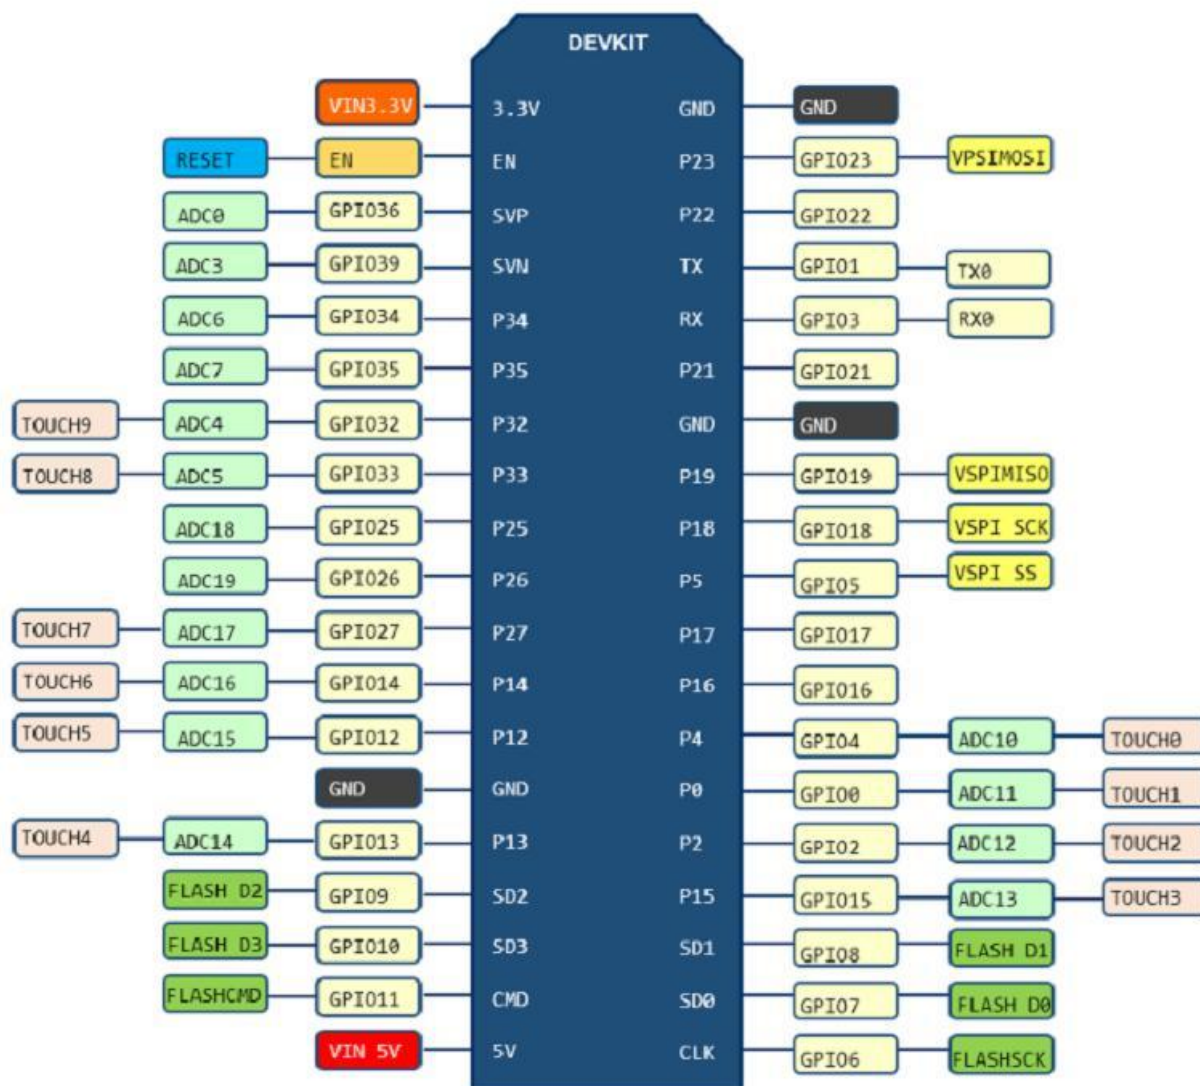 DEVKIT
VIN3.3V 3.3V GND GND
RESET EN EN P23 GPIO23 VPSIMOSI
ADC0 GPIO36 SVP P22 GPIO22
ADC3 GPIO39 SVN TX GPIO1 TX0
ADC6 GPIO34 P34 RX GPIO3 RX0
ADC7 GPIO35 P35 P21 GPIO21
TOUCH9 ADC4 GPIO32 P32 GND GND
TOUCH8 ADC5 GPIO33 P33 P19 GPIO19 VSPIMISO
ADC18 GPIO25 P25 P18 GPIO18 VSPI SCK
ADC19 GPIO26 P26 P5 GPIO5 VSPI SS
TOUCH7 ADC17 GPIO27 P27 P17 GPIO17
TOUCH6 ADC16 GPIO14 P14 P16 GPIO16
TOUCH5 ADC15 GPIO12 P12 P4 GPIO4 ADC10 TOUCH0
GND GND P0 GPIO0 ADC11 TOUCH1
TOUCH4 ADC14 GPIO13 P13 P2 GPIO2 ADC12 TOUCH2
FLASH D2 GPIO9 SD2 P15 GPIO15 ADC13 TOUCH3
FLASH D3 GPIO10 SD3 SD1 GPIO8 FLASH D1
FLASHCMD GPIO11 CMD SD0 GPIO7 FLASH D0
VIN 5V 5V CLK GPIO6 FLASHSCK